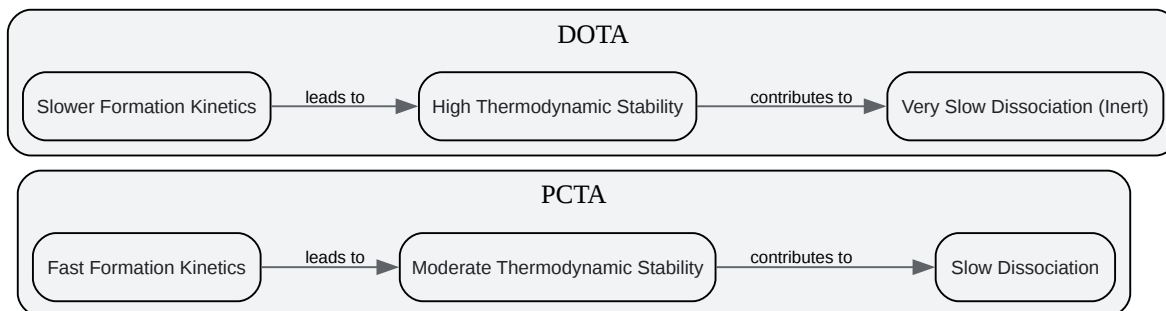 DOTA
Slower Formation Kinetics
leads to
High Thermodynamic Stability
contributes to
Very Slow Dissociation (Inert)
PCTA
Fast Formation Kinetics
leads to
Moderate Thermodynamic Stability
contributes to
Slow Dissociation